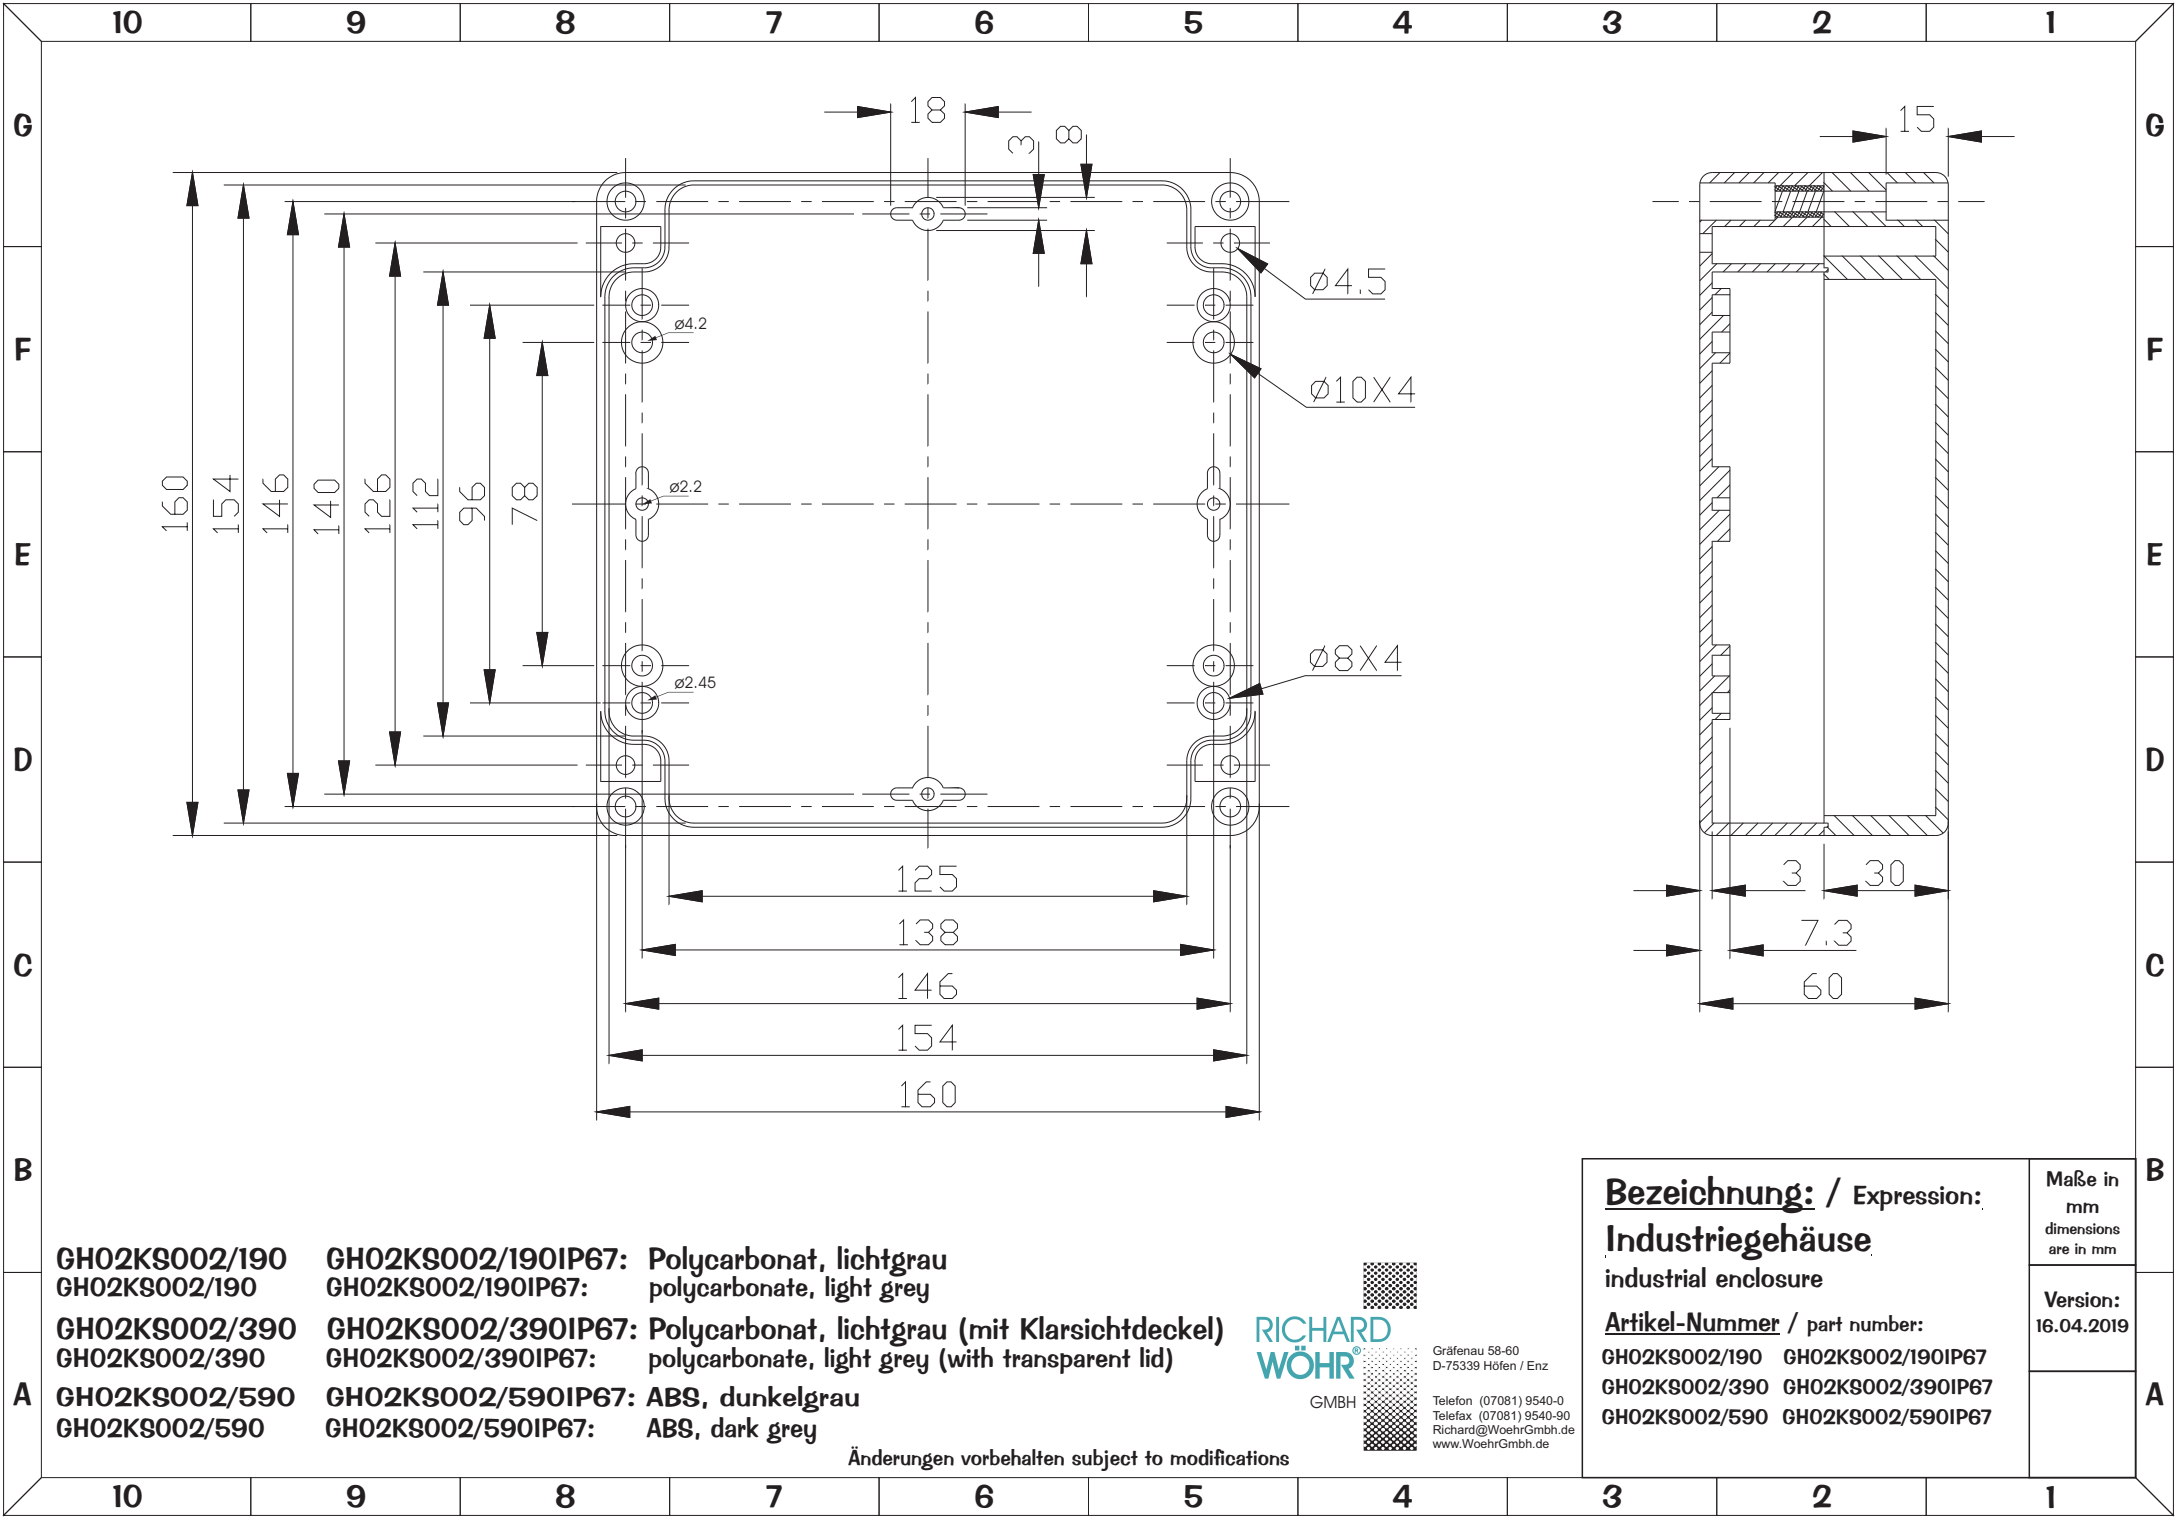 10 9 8 7 6 5 4 3 2 1
G G
F F
E E
D D
C C
B B
A A
18
3
8
15
160
154
146
140
126
112
96
78
ø4.5
ø4.2
ø10X4
ø2.2
ø8X4
ø2.45
125
138
146
154
160
3 30
7.3
60
GH02KS002/190 GH02KS002/190IP67: Polycarbonat, lichtgrau
GH02KS002/190 GH02KS002/190IP67: polycarbonate, light grey
GH02KS002/390 GH02KS002/390IP67: Polycarbonat, lichtgrau (mit Klarsichtdeckel)
GH02KS002/390 GH02KS002/390IP67: polycarbonate, light grey (with transparent lid)
GH02KS002/590 GH02KS002/590IP67: ABS, dunkelgrau
GH02KS002/590 GH02KS002/590IP67: ABS, dark grey
Änderungen vorbehalten subject to modifications
RICHARD
WÖHR®
GMBH
Gräfenau 58-60
D-75339 Höfen / Enz
Telefon (07081) 9540-0
Telefax (07081) 9540-90
Richard@WoehrGmbh.de
www.WoehrGmbh.de
Bezeichnung: / Expression:
Industriegehäuse
industrial enclosure
Artikel-Nummer / part number:
GH02KS002/190 GH02KS002/190IP67
GH02KS002/390 GH02KS002/390IP67
GH02KS002/590 GH02KS002/590IP67
Maße in
mm
dimensions
are in mm
Version:
16.04.2019
10 9 8 7 6 5 4 3 2 1